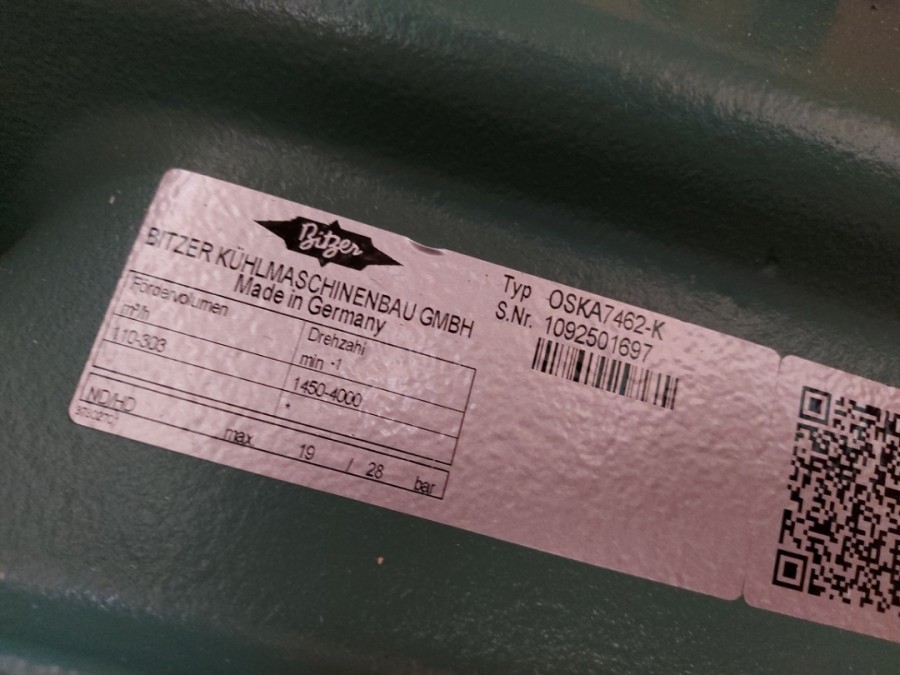 Bitzer
BITZER KÜHLMASCHINENBAU GMBH
Made in Germany
Fördervolumen
m³/h
Drehzahl
min -1
110-303
1450-4000
ND/HD
max
19 / 28 bar
Typ OSKA7462-K
S.Nr. 1092501697